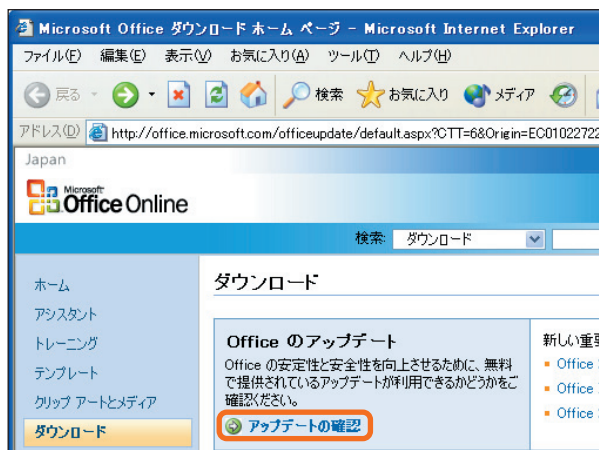 Microsoft Office ダウンロード ホーム ページ - Microsoft Internet Explorer
ファイル(F) 編集(E) 表示(V) お気に入り(A) ツール(T) ヘルプ(H)
戻る 検索 お気に入り メディア
アドレス(D) http://office.microsoft.com/officeupdate/default.aspx?CTT=6&Origin=EC01022722
Japan
Microsoft
Office Online
検索: ダウンロード
ホーム
アシスタント
トレーニング
テンプレート
クリップ アートとメディア
ダウンロード
ダウンロード
Office のアップデート
Office の安定性と安全性を向上させるために、無料
で提供されているアップデートが利用できるかどうかをご
確認ください。
アップデートの確認
新しい重要
Office
Office
Office